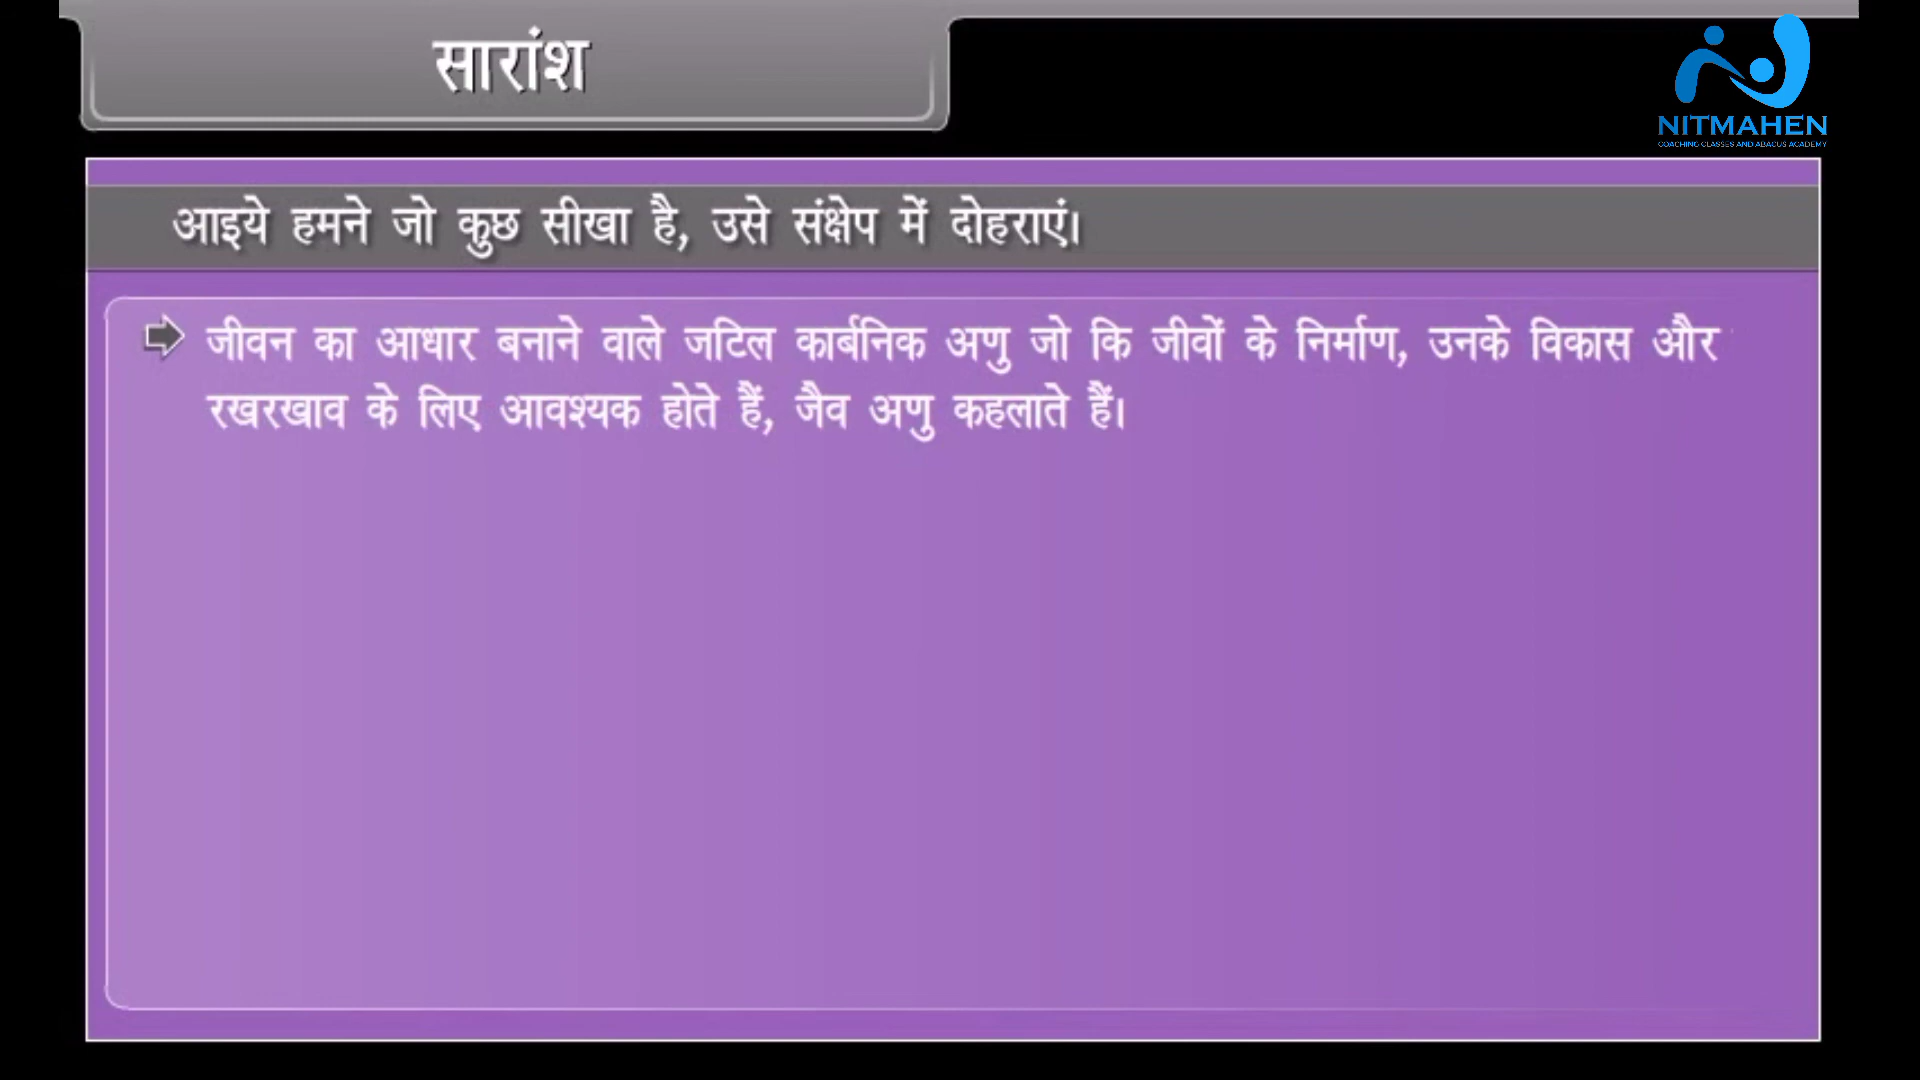 सारांश
NITMAHEN
COACHING CLASSES AND ABACUS ACADEMY
आइये हमने जो कुछ सीखा है, उसे संक्षेप में दोहराएं।
जीवन का आधार बनाने वाले जटिल कार्बनिक अणु जो कि जीवों के निर्माण, उनके विकास और
रखरखाव के लिए आवश्यक होते हैं, जैव अणु कहलाते हैं।